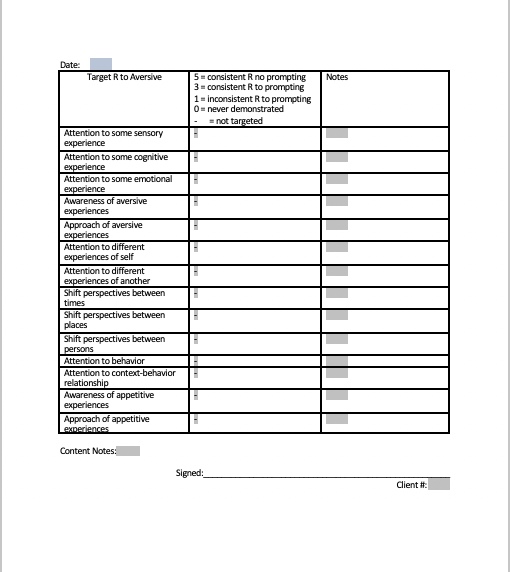 Date:
Target R to Aversive
5 = consistent R no prompting
3 = consistent R to prompting
1 = inconsistent R to prompting
0 = never demonstrated
-   = not targeted
Notes
Attention to some sensory
experience
-
Attention to some cognitive
experience
-
Attention to some emotional
experience
-
Awareness of aversive
experiences
-
Approach of aversive
experiences
-
Attention to different
experiences of self
-
Attention to different
experiences of another
-
Shift perspectives between
times
-
Shift perspectives between
places
-
Shift perspectives between
persons
-
Attention to behavior
-
Attention to context-behavior
relationship
-
Awareness of appetitive
experiences
-
Approach of appetitive
experiences
-
Content Notes:
Signed:
Client #: